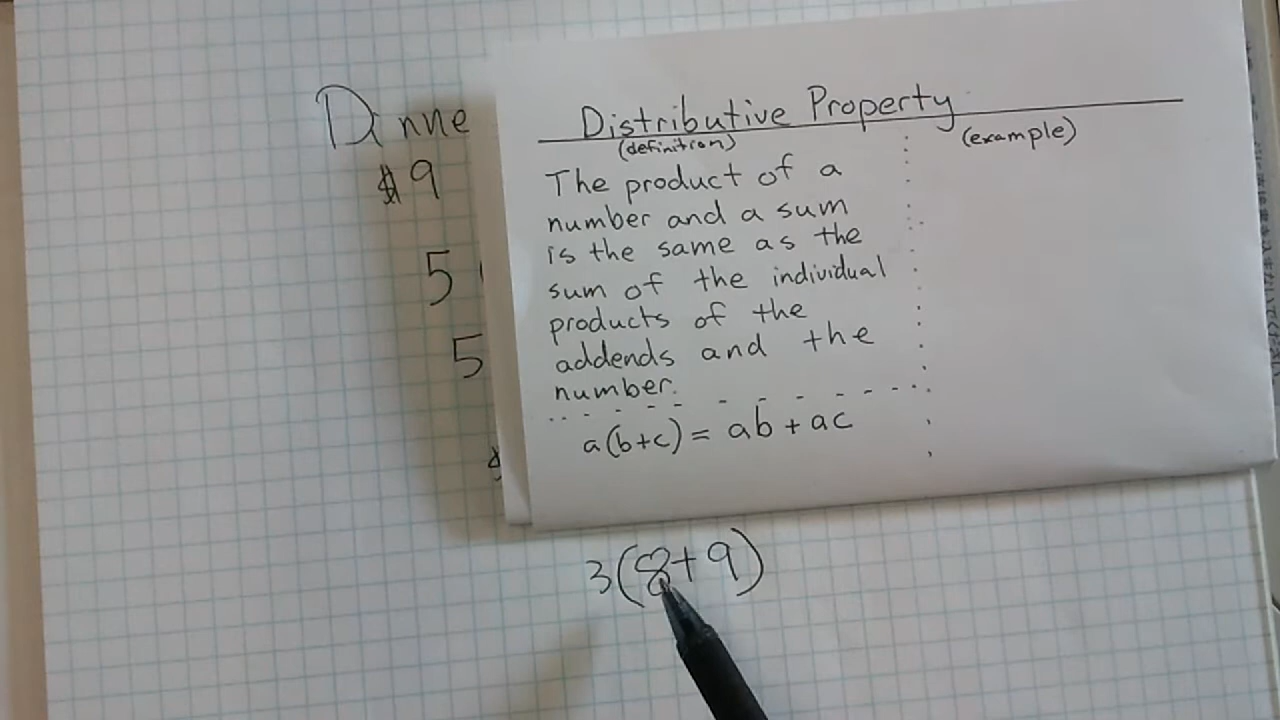 Dinne
$9
5
5
Distributive Property
(definition)
(example)
The product of a
number and a sum
is the same as the
sum of the individual
products of the
addends and the
number.
a(b+c) = ab + ac
3(8+9)